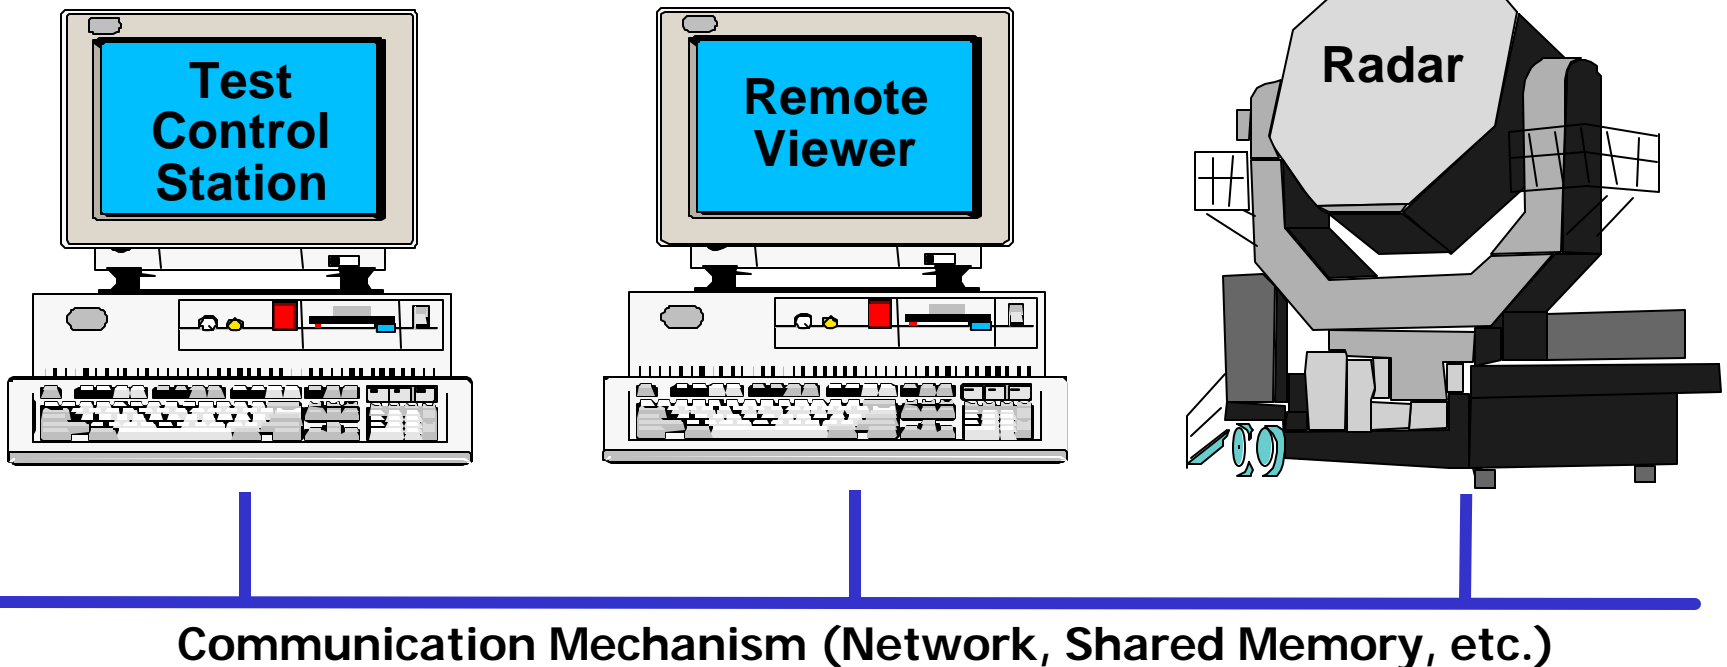 Test
Control
Station
Remote
Viewer
Radar
Communication Mechanism (Network, Shared Memory, etc.)